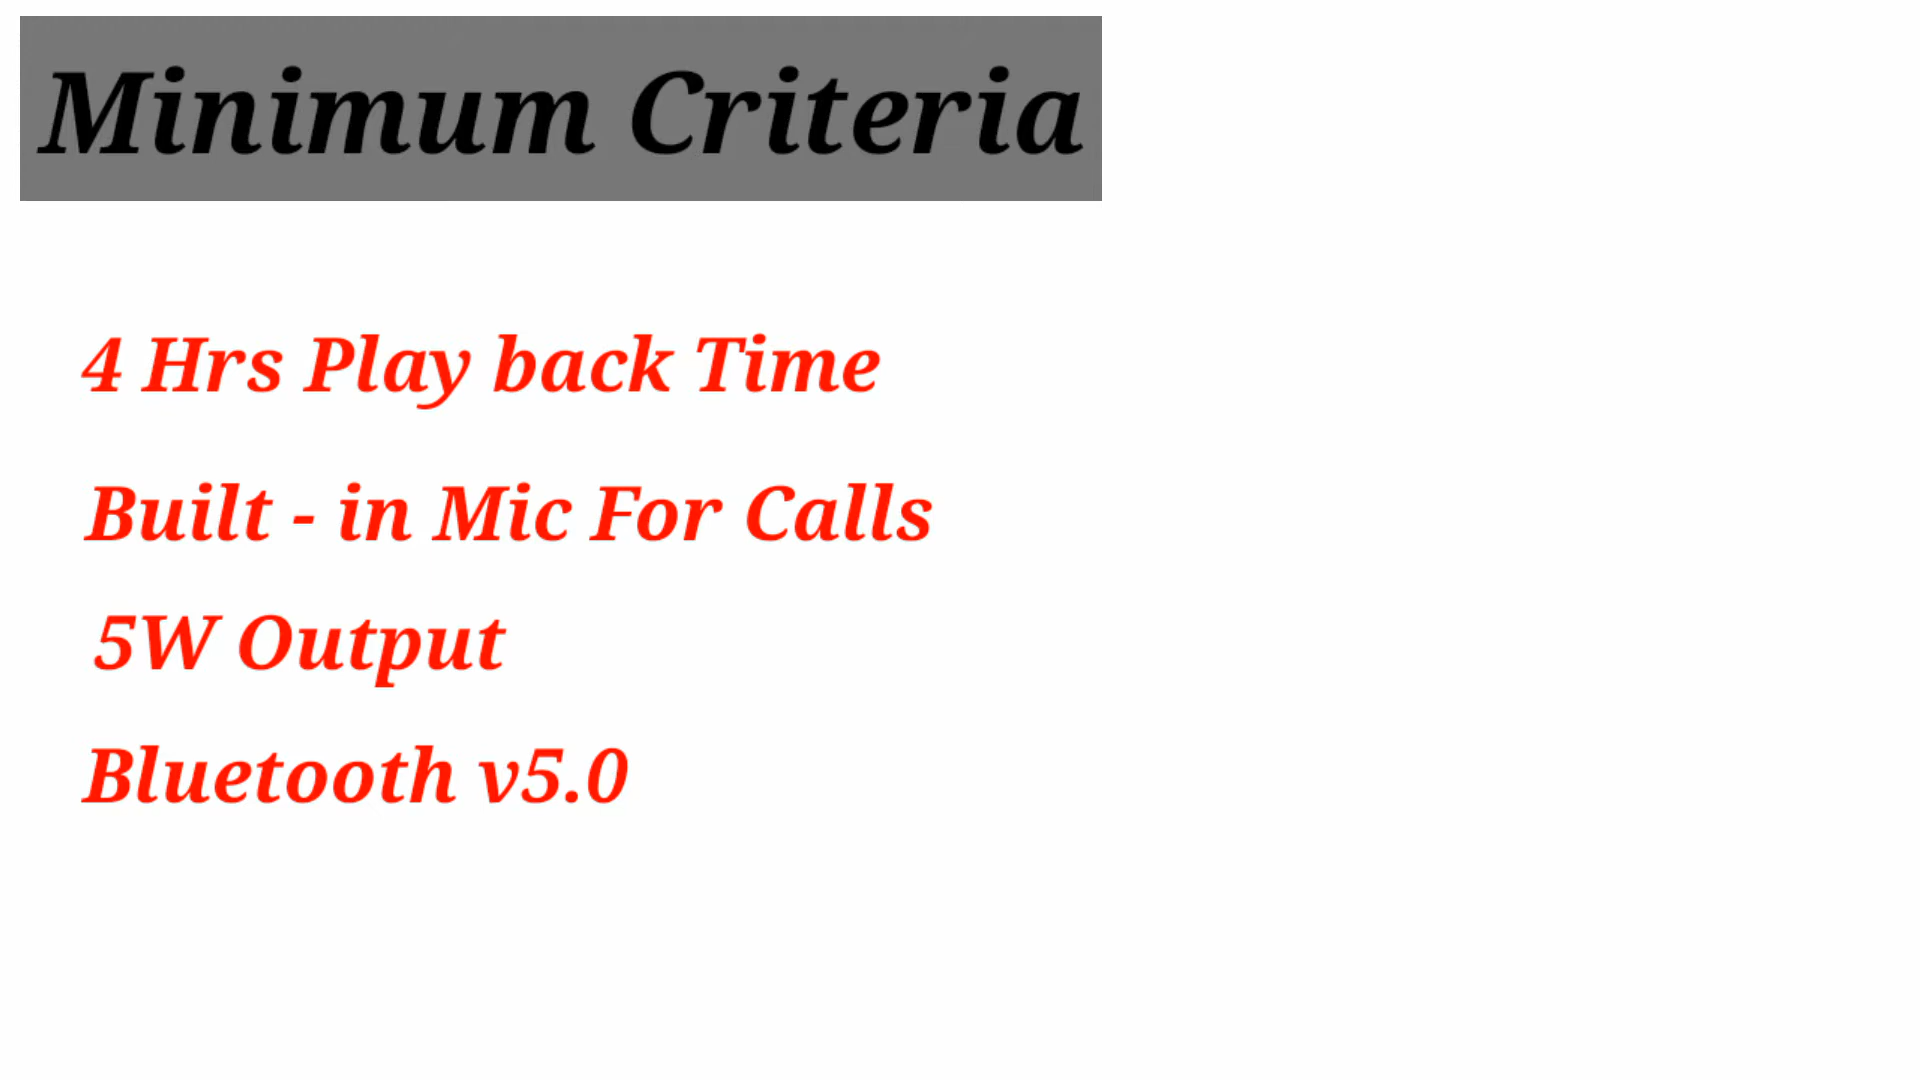 Minimum Criteria
4 Hrs Play back Time
Built - in Mic For Calls
5W Output
Bluetooth v5.0